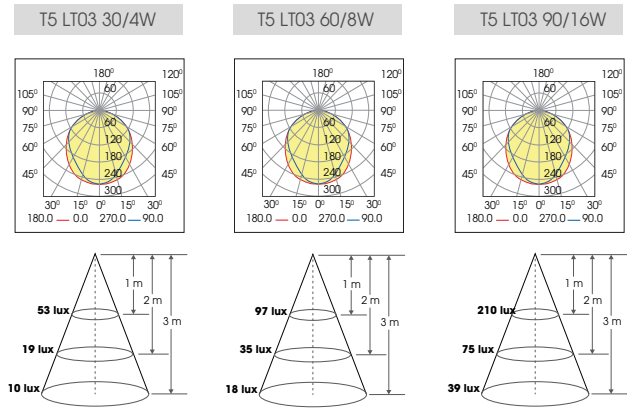 T5 LT03 30/4W
T5 LT03 60/8W
T5 LT03 90/16W
180⁰ 120⁰
60
105⁰ 105⁰
90⁰ 90⁰
60
75⁰ 75⁰
120
60⁰ 60⁰
180
45⁰ 240 45⁰
300
30⁰ 15⁰ 0⁰ 15⁰ 30⁰
180.0 — 0.0 270.0 — 90.0
180⁰ 120⁰
60
105⁰ 105⁰
90⁰ 90⁰
60
75⁰ 75⁰
120
60⁰ 60⁰
180
45⁰ 240 45⁰
300
30⁰ 15⁰ 0⁰ 15⁰ 30⁰
180.0 — 0.0 270.0 — 90.0
180⁰ 120⁰
60
105⁰ 105⁰
90⁰ 90⁰
60
75⁰ 75⁰
120
60⁰ 60⁰
180
45⁰ 240 45⁰
300
30⁰ 15⁰ 0⁰ 15⁰ 30⁰
180.0 — 0.0 270.0 — 90.0
1 m
2 m
53 lux
3 m
19 lux
10 lux
1 m
2 m
97 lux
3 m
35 lux
18 lux
1 m
2 m
210 lux
3 m
75 lux
39 lux